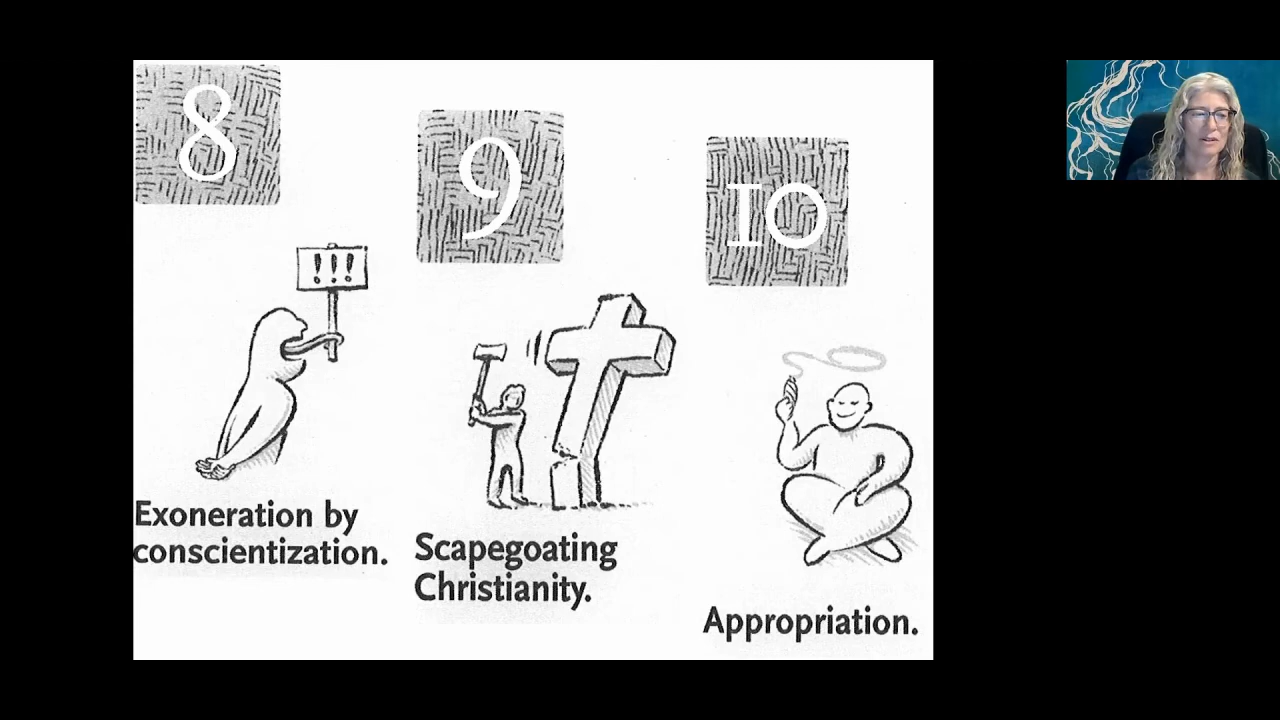 8
9
10
!!!
Exoneration by
conscientization.
Scapegoating
Christianity.
Appropriation.